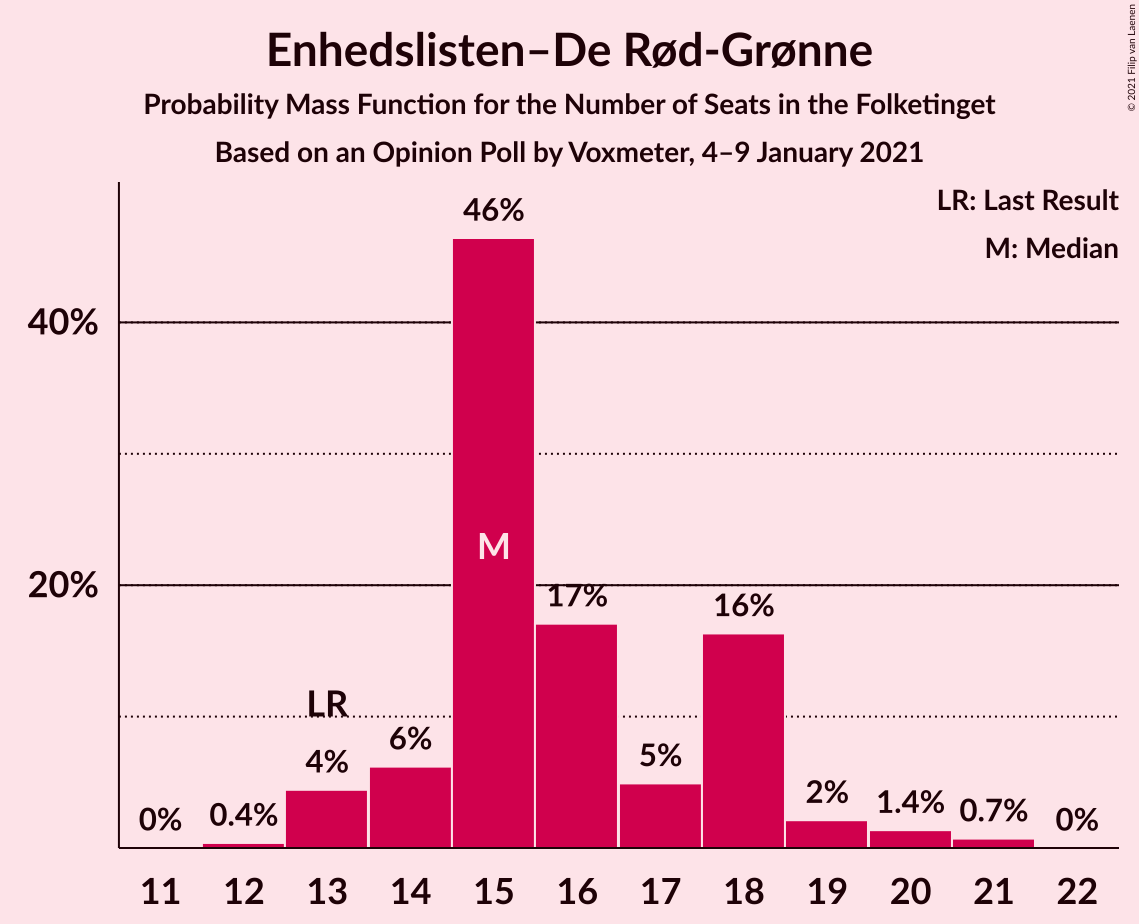 Enhedslisten–De Rød-Grønne
Probability Mass Function for the Number of Seats in the Folketinget
Based on an Opinion Poll by Voxmeter, 4–9 January 2021
© 2021 Filip van Laenen
LR: Last Result
M: Median
46%
40%
M
20%
17%
16%
LR
6%
4%
5%
0%
0.4%
2%
1.4%
0.7%
0%
11 12 13 14 15 16 17 18 19 20 21 22